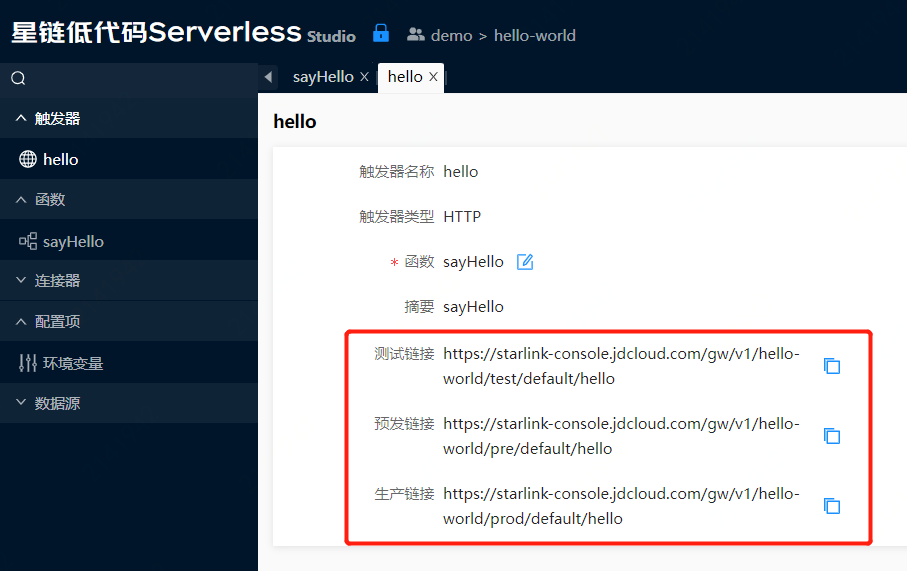 星链低代码Serverless Studio demo > hello-world
sayHello × hello ×
触发器
hello
函数
sayHello
连接器
配置项
环境变量
数据源
hello
触发器名称 hello
触发器类型 HTTP
* 函数 sayHello
摘要 sayHello
测试链接 https://starlink-console.jdcloud.com/gw/v1/hello-
world/test/default/hello
预发链接 https://starlink-console.jdcloud.com/gw/v1/hello-
world/pre/default/hello
生产链接 https://starlink-console.jdcloud.com/gw/v1/hello-
world/prod/default/hello